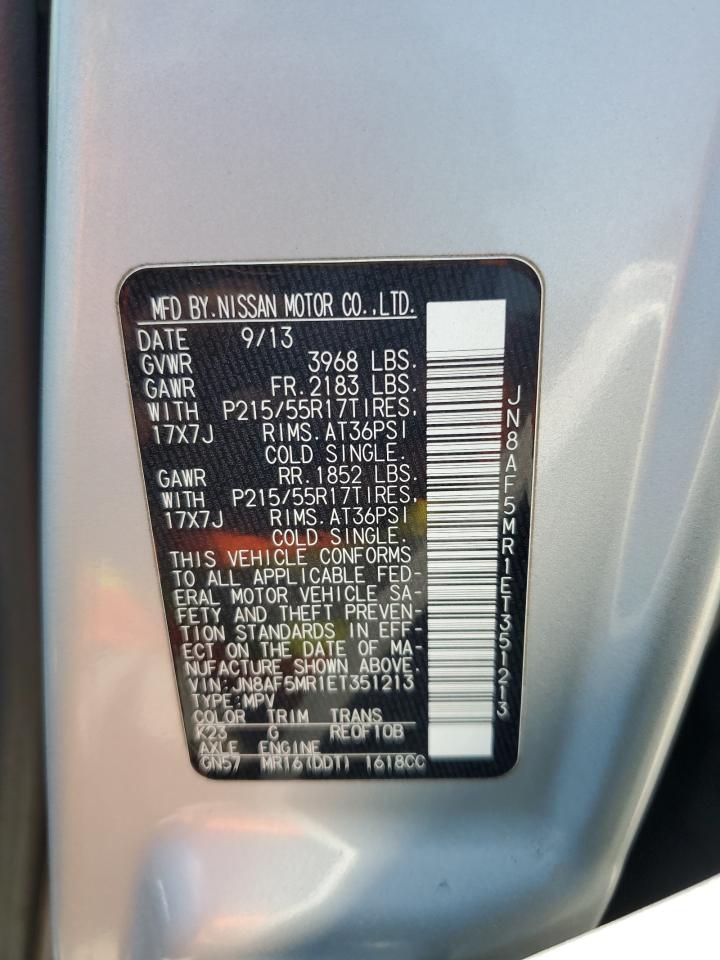 MFD BY.NISSAN MOTOR CO.,LTD.
DATE 9/13
GVWR 3968 LBS.
GAWR FR.2183 LBS.
WITH P215/55R17TIRES,
17X7J RIMS.AT36PSI
COLD SINGLE.
GAWR RR.1852 LBS.
WITH P215/55R17TIRES,
17X7J RIMS.AT36PSI
COLD SINGLE.
THIS VEHICLE CONFORMS
TO ALL APPLICABLE FED-
ERAL MOTOR VEHICLE SA-
FETY AND THEFT PREVEN-
TION STANDARDS IN EFF-
ECT ON THE DATE OF MA-
NUFACTURE SHOWN ABOVE.
VIN:JN8AF5MR1ET351213
TYPE:MPV
COLOR TRIM TRANS
K23 G RE0F10B
AXLE ENGINE
GN57 MR16(DDT) 1618CC
JN8AF5MR1ET351213